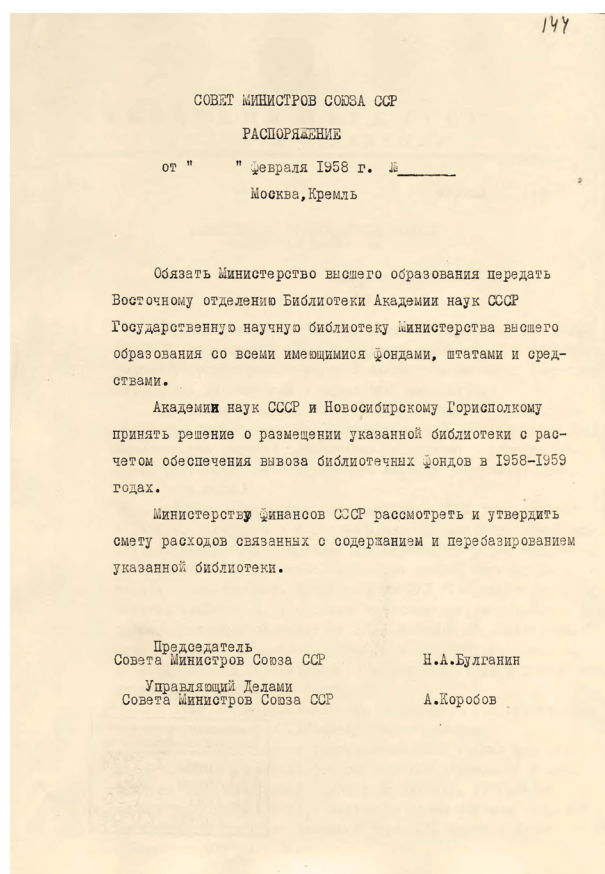 144
СОВЕТ МИНИСТРОВ СОЮЗА ССР
РАСПОРЯЖЕНИЕ
от " " февраля 1958 г. №______
Москва,Кремль
Обязать Министерство высшего образования передать
Восточному отделению Библиотеки Академии наук СССР
Государственную научную библиотеку Министерства высшего
образования со всеми имеющимися фондами, штатами и сред-
ствами.
Академии наук СССР и Новосибирскому Горисполкому
принять решение о размещении указанной библиотеки с рас-
четом обеспечения вывоза библиотечных фондов в 1958-1959
годах.
Министерству финансов СССР рассмотреть и утвердить
смету расходов связанных с содержанием и перебазированием
указанной библиотеки.
Председатель
Совета Министров Союза ССР Н.А.Булганин
Управляющий Делами
Совета Министров Союза ССР А.Коробов